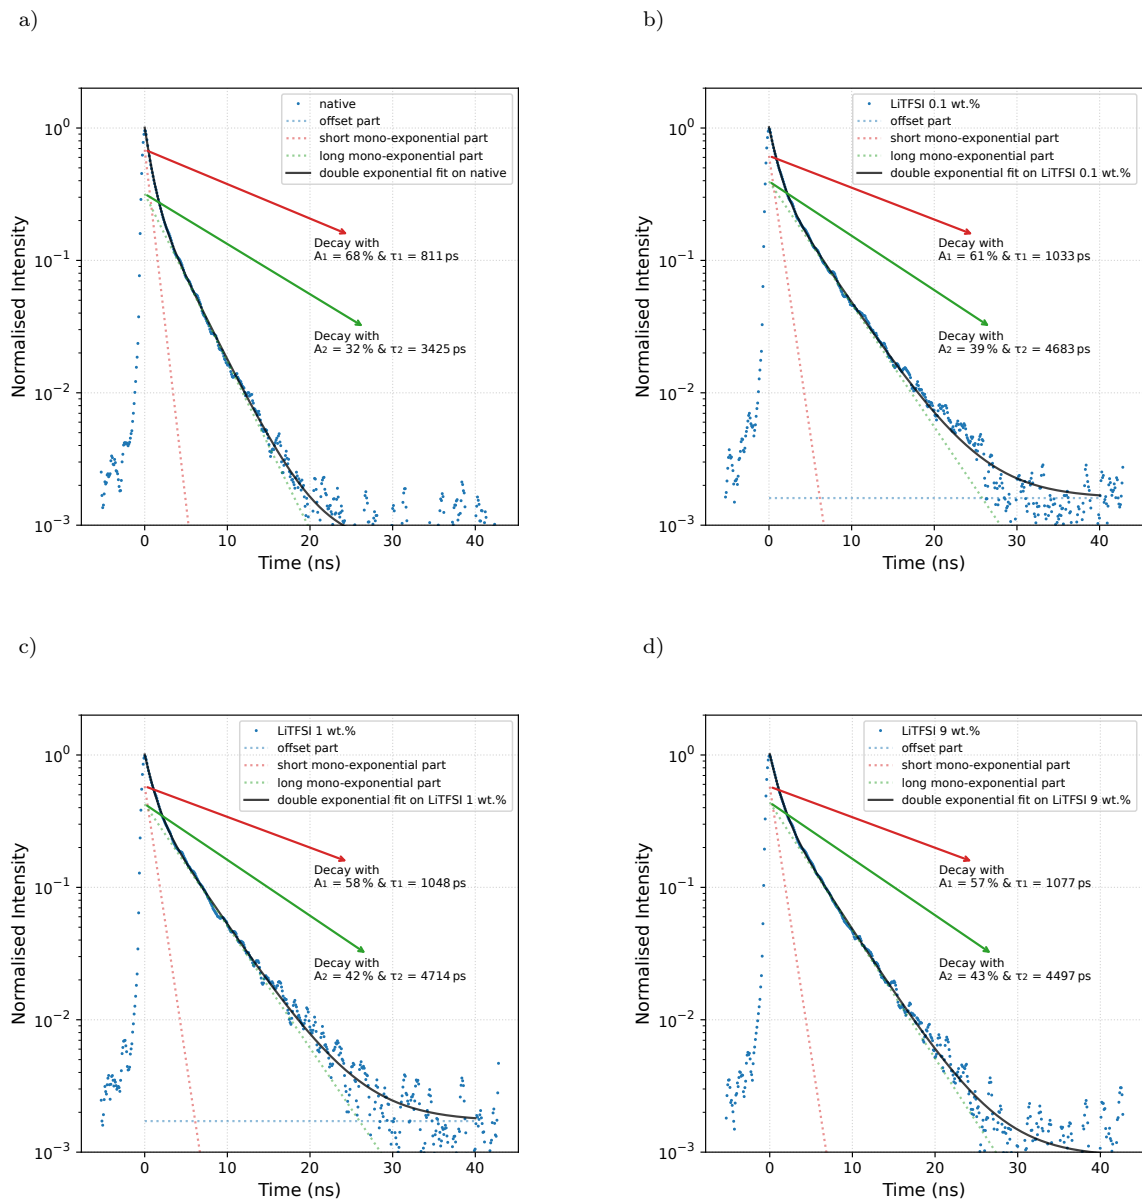 a)
native
offset part
short mono-exponential part
long mono-exponential part
double exponential fit on native
Decay with
A₁ = 68 % & τ₁ = 811 ps
Decay with
A₂ = 32 % & τ₂ = 3425 ps
10⁰
10⁻¹
10⁻²
10⁻³
Normalised Intensity
0 10 20 30 40
Time (ns)
b)
LiTFSI 0.1 wt.%
offset part
short mono-exponential part
long mono-exponential part
double exponential fit on LiTFSI 0.1 wt.%
Decay with
A₁ = 61 % & τ₁ = 1033 ps
Decay with
A₂ = 39 % & τ₂ = 4683 ps
10⁰
10⁻¹
10⁻²
10⁻³
Normalised Intensity
0 10 20 30 40
Time (ns)
c)
LiTFSI 1 wt.%
offset part
short mono-exponential part
long mono-exponential part
double exponential fit on LiTFSI 1 wt.%
Decay with
A₁ = 58 % & τ₁ = 1048 ps
Decay with
A₂ = 42 % & τ₂ = 4714 ps
10⁰
10⁻¹
10⁻²
10⁻³
Normalised Intensity
0 10 20 30 40
Time (ns)
d)
LiTFSI 9 wt.%
offset part
short mono-exponential part
long mono-exponential part
double exponential fit on LiTFSI 9 wt.%
Decay with
A₁ = 57 % & τ₁ = 1077 ps
Decay with
A₂ = 43 % & τ₂ = 4497 ps
10⁰
10⁻¹
10⁻²
10⁻³
Normalised Intensity
0 10 20 30 40
Time (ns)